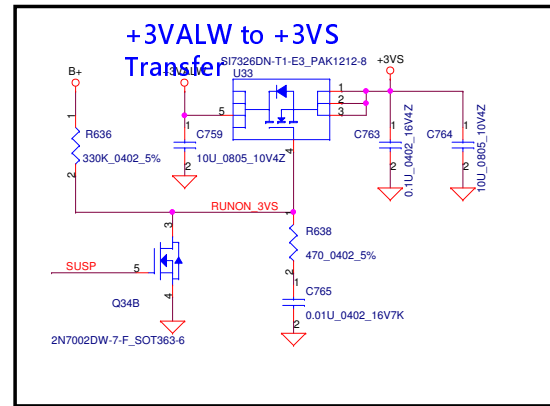 +3VALW to +3VS
Transfer
SI7326DN-T1-E3_PAK1212-8
B+
+3VALW
U33
+3VS
1
2
3
5
4
1
R636
330K_0402_5%
2
1
C759
10U_0805_10V4Z
2
1
C763
0.1U_0402_16V4Z
2
1
C764
10U_0805_10V4Z
2
RUNON_3VS
1
R638
470_0402_5%
2
3
SUSP
5
4
Q34B
2N7002DW-7-F_SOT363-6
1
C765
0.01U_0402_16V7K
2